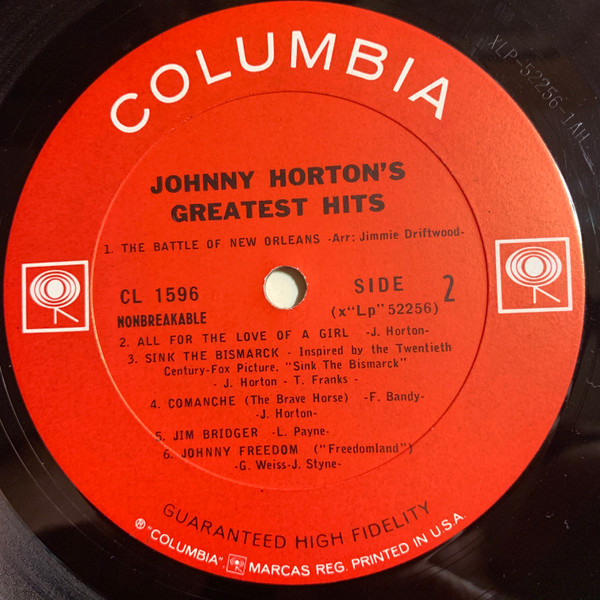 COLUMBIA
XLP-52256-1AH
JOHNNY HORTON'S
GREATEST HITS
1. THE BATTLE OF NEW ORLEANS -Arr: Jimmie Driftwood-
CL 1596
NONBREAKABLE
SIDE 2
(x"Lp" 52256)
2. ALL FOR THE LOVE OF A GIRL -J. Horton-
3. SINK THE BISMARCK - Inspired by the Twentieth
Century-Fox Picture, "Sink The Bismarck"
- J. Horton - T. Franks -
4. COMANCHE (The Brave Horse) -F. Bandy-
-J. Horton-
5. JIM BRIDGER -L. Payne-
6. JOHNNY FREEDOM ("Freedomland")
-G. Weiss-J. Styne-
GUARANTEED HIGH FIDELITY
® "COLUMBIA", MARCAS REG. PRINTED IN U.S.A.